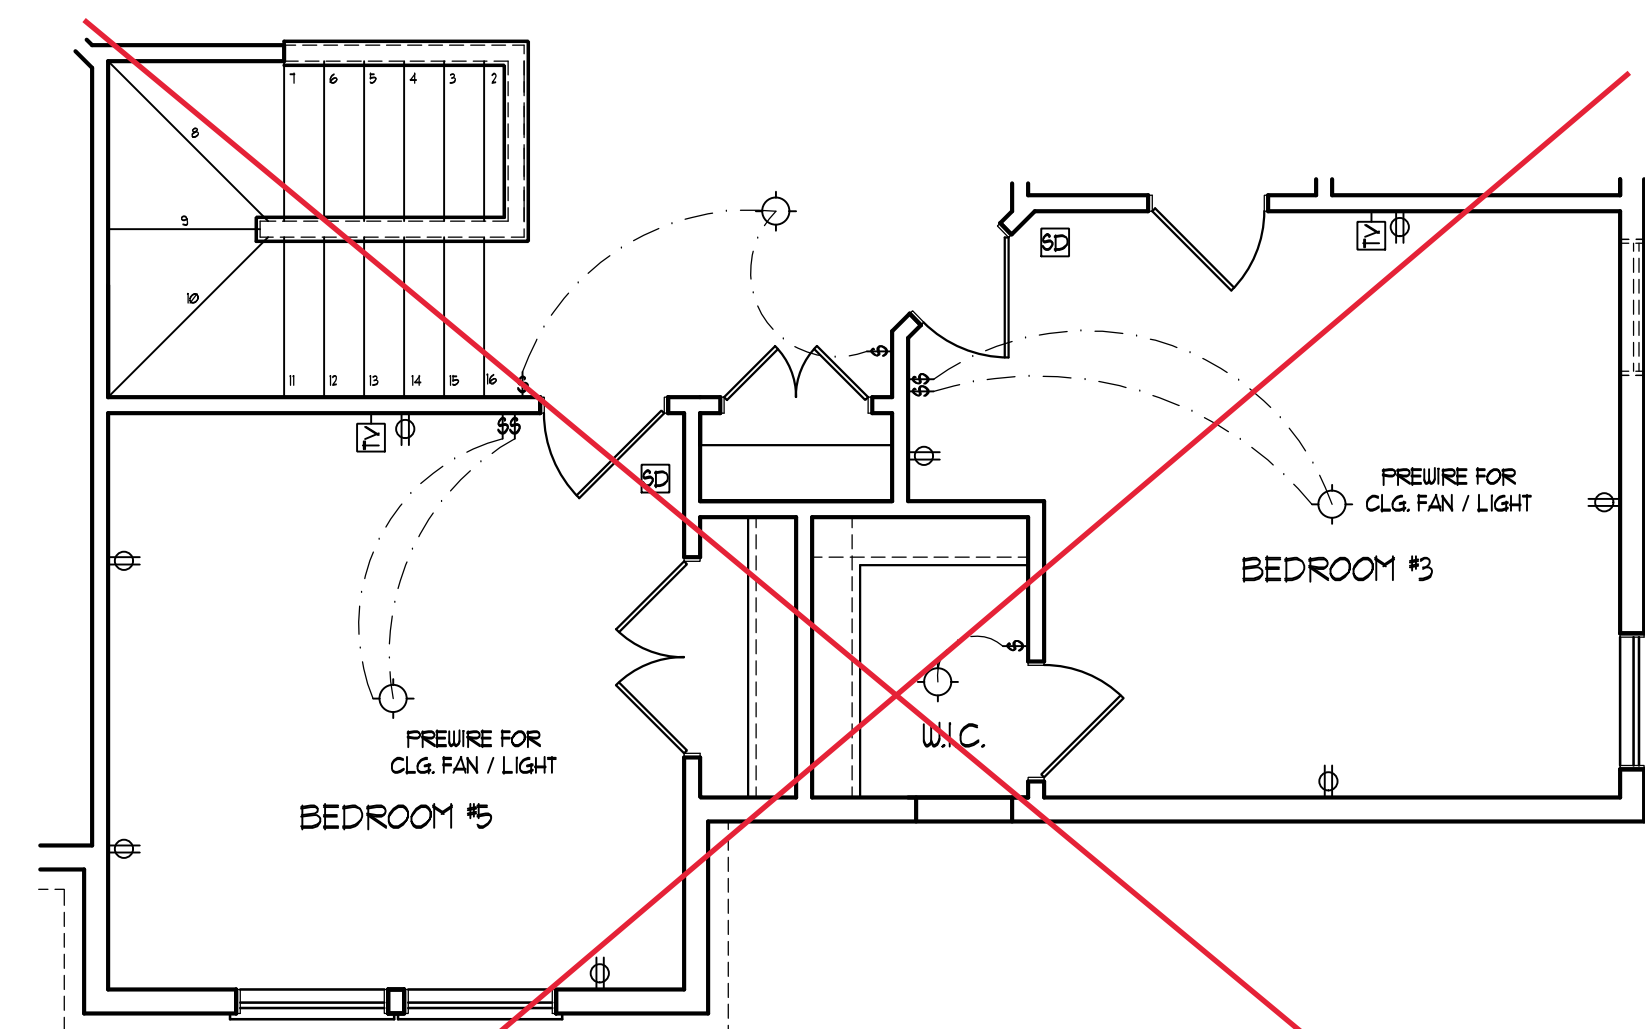 7 6 5 4 3 2
8
9
10
11 12 13 14 15 16
$
$
SD
TV
$$
TV
$$
SD
$
PREWIRE FOR
CLG. FAN / LIGHT
BEDROOM #3
$
W.I.C.
PREWIRE FOR
CLG. FAN / LIGHT
BEDROOM #5